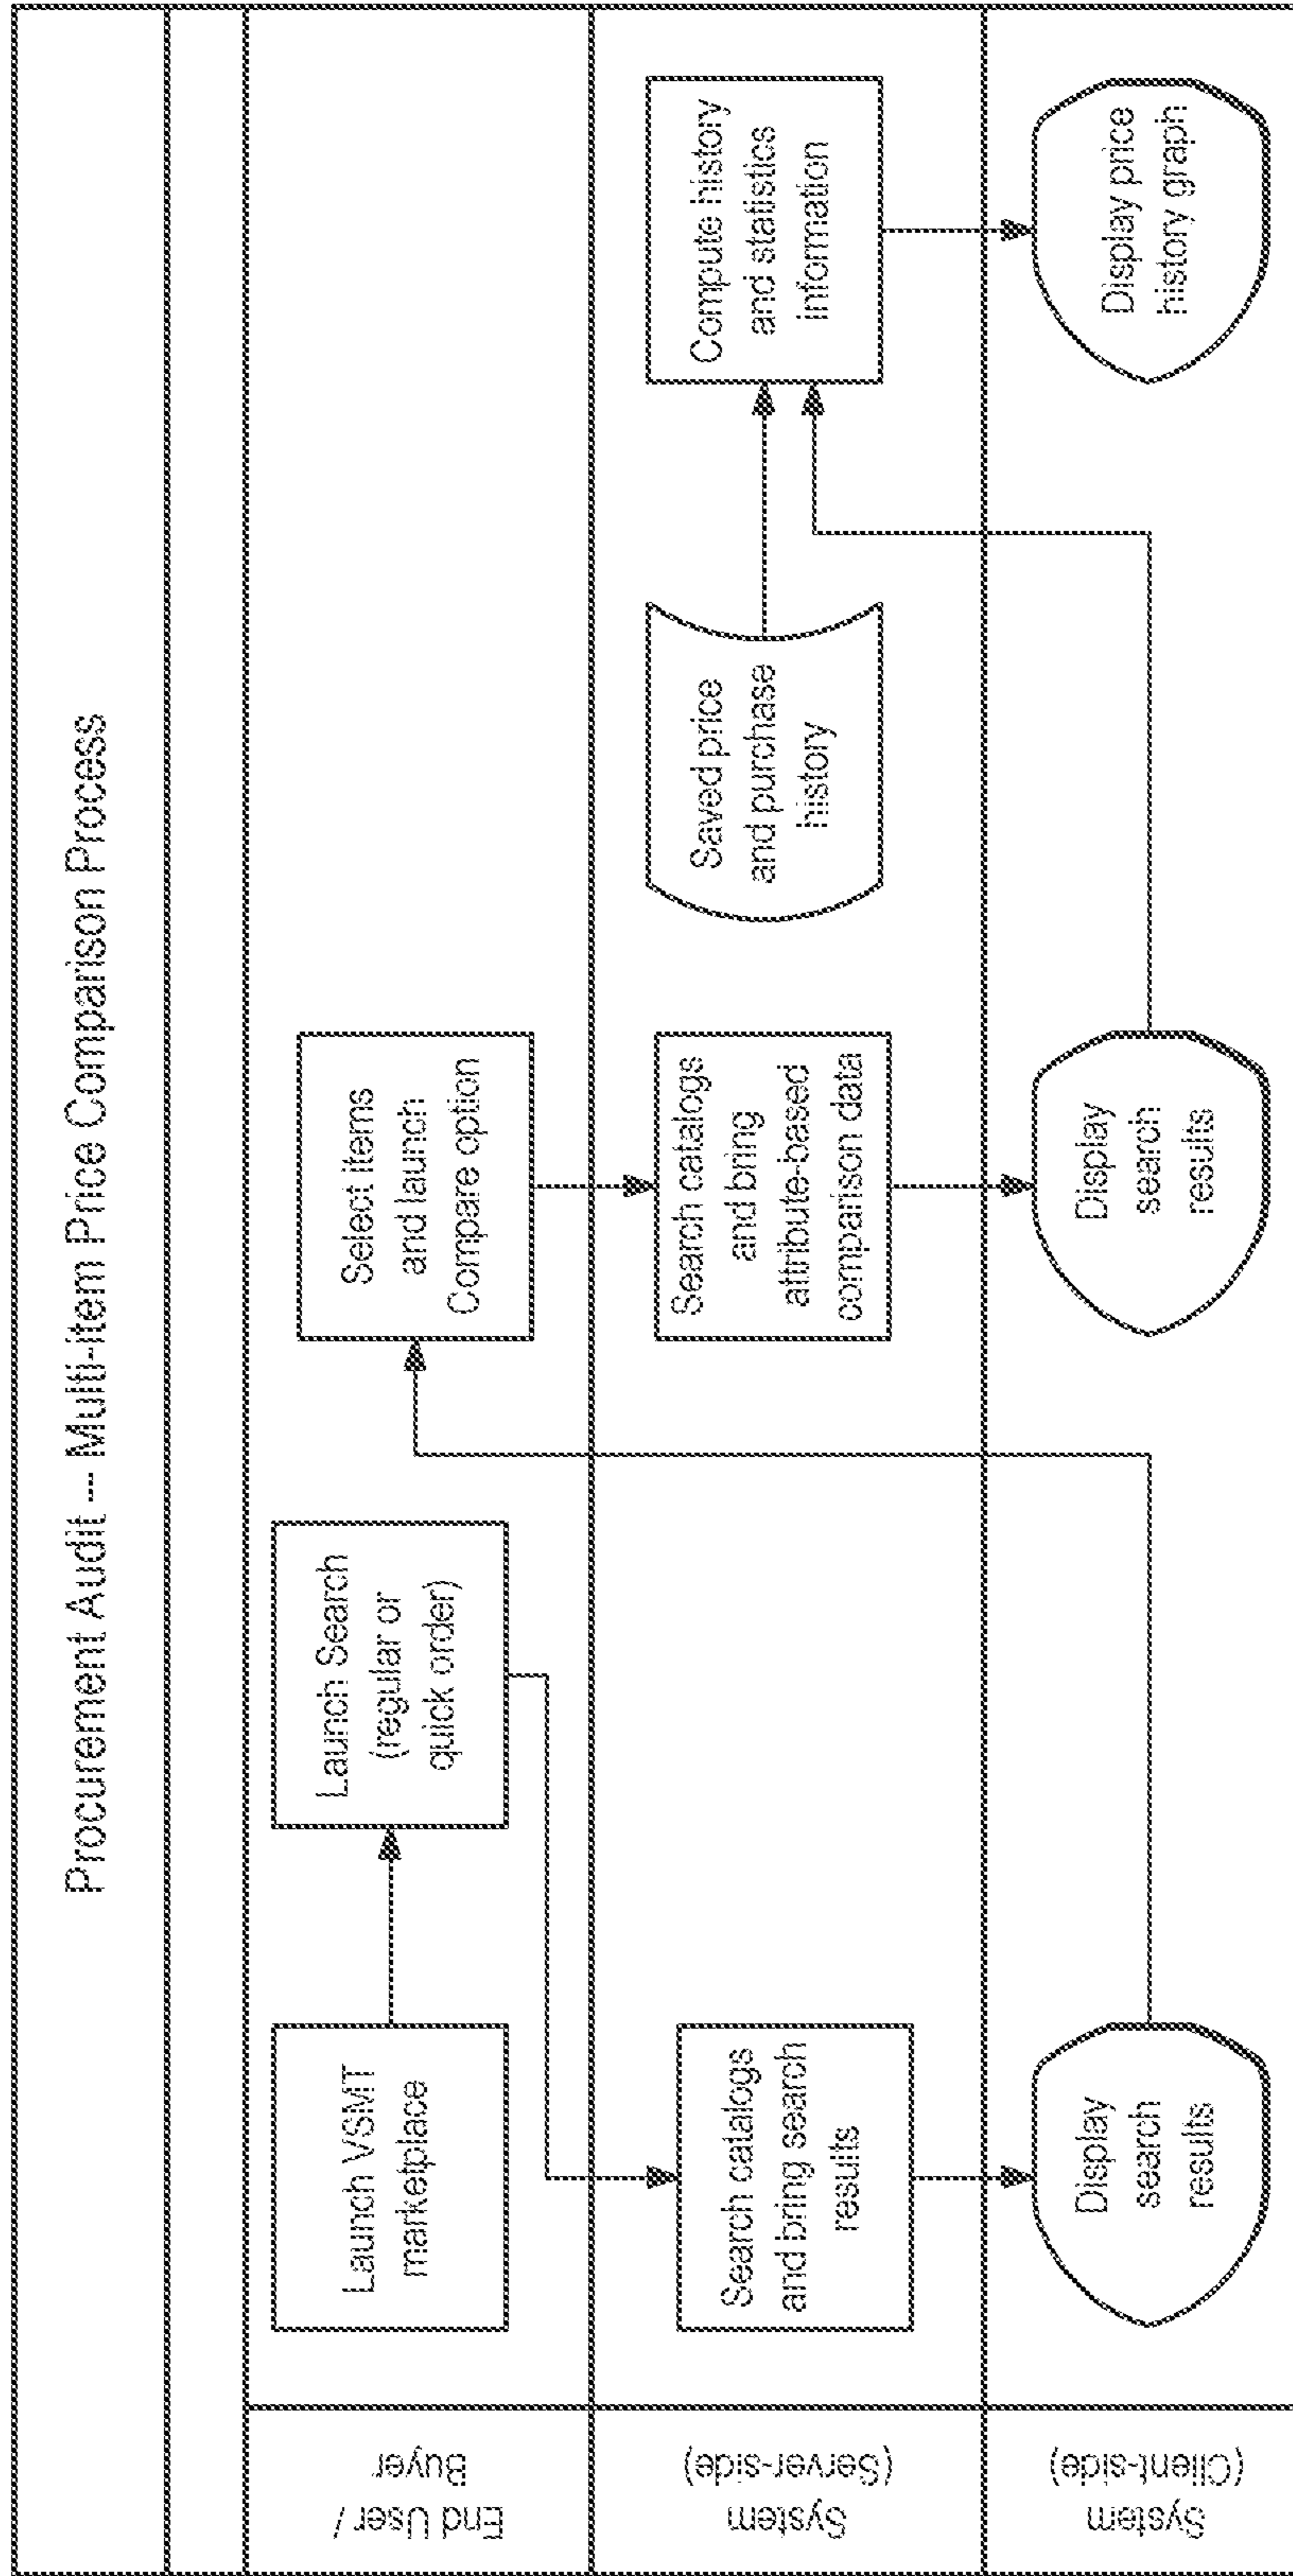 Procurement Audit -- Multi-item Price Comparison Process
End User /
Buyer
Launch VSMT
marketplace
Launch Search
(regular or
quick order)
Select items
and launch
Compare option
System
(Server-side)
Search catalogs
and bring search
results
Search catalogs
and bring
attribute-based
comparison data
Saved price
and purchase
history
Compute history
and statistics
information
System
(Client-side)
Display
search
results
Display
search
results
Display price
history graph